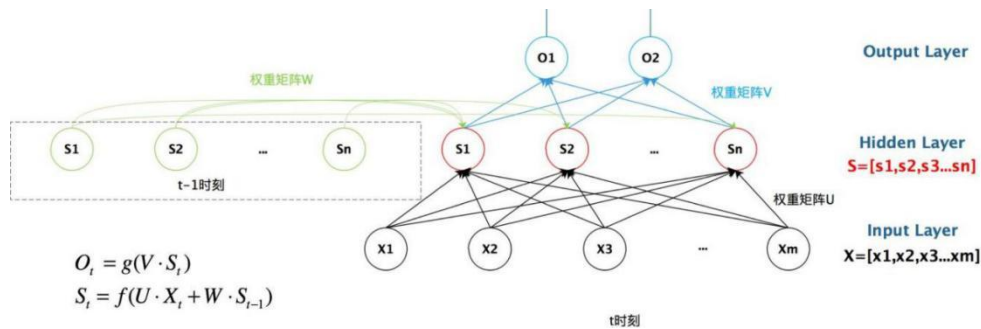 O1 O2 Output Layer
权重矩阵W
权重矩阵V
S1 S2 ... Sn S1 S2 ... Sn Hidden Layer
S=[s1,s2,s3...sn]
t-1时刻
权重矩阵U
X1 X2 X3 ... Xm Input Layer
X=[x1,x2,x3...xm]
O_t = g(V · S_t)
S_t = f(U · X_t + W · S_{t-1})
t时刻